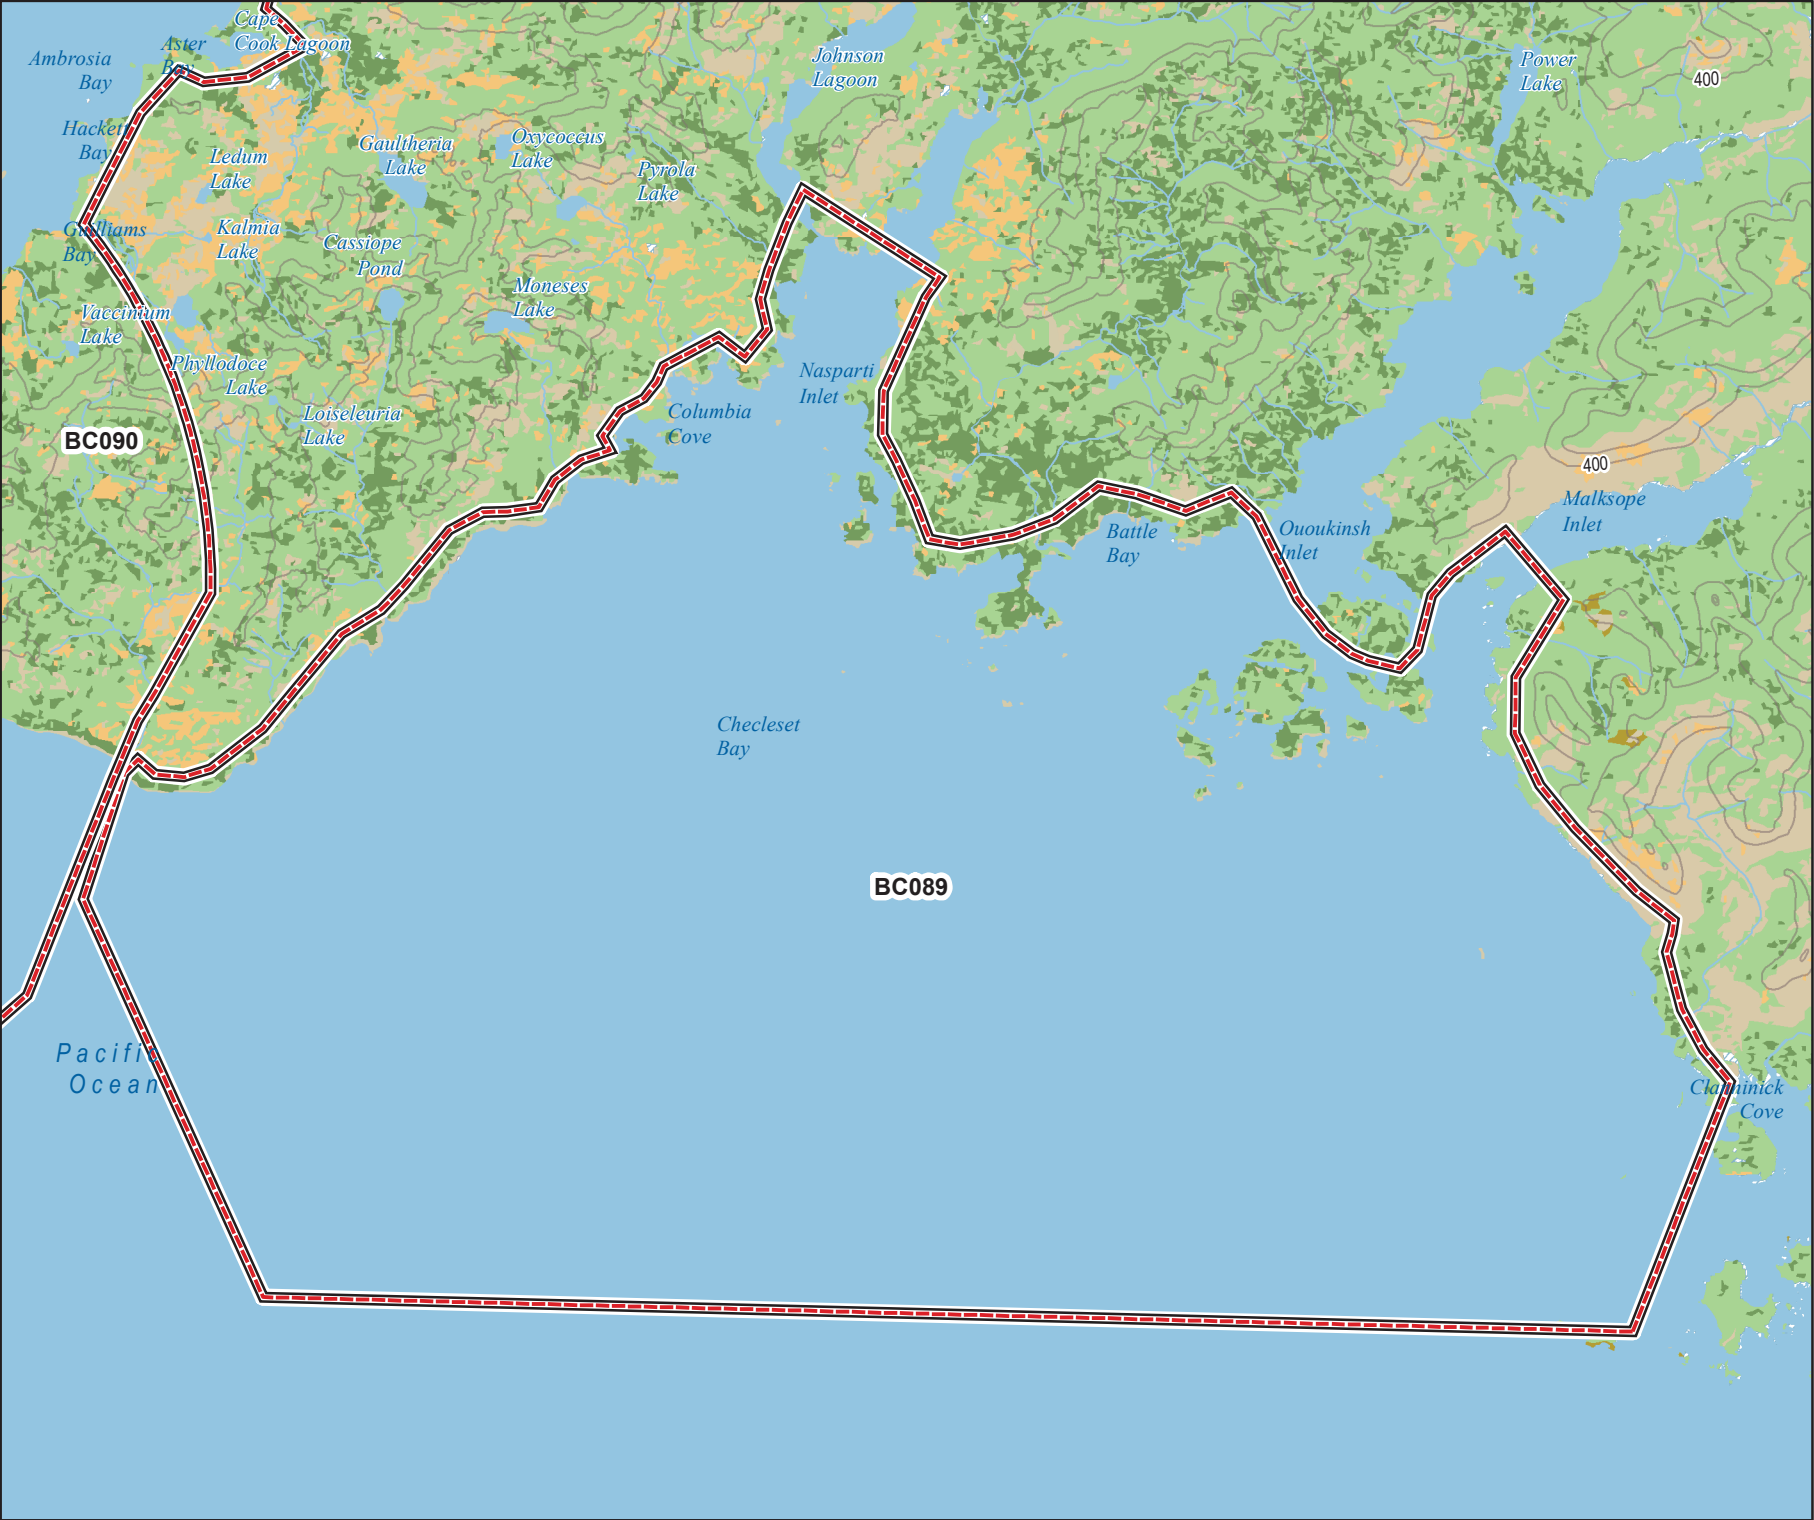 Cape
Cook Lagoon
Aster
Bay
Ambrosia
Bay
Johnson
Lagoon
Power
Lake
400
Hackett
Bay
Ledum
Lake
Gaultheria
Lake
Oxycoccus
Lake
Pyrola
Lake
Guilliams
Bay
Kalmia
Lake
Cassiope
Pond
Moneses
Lake
Vaccinium
Lake
Phyllodoce
Lake
Loiseleuria
Lake
Nasparti
Inlet
Columbia
Cove
BC090
400
Malksope
Inlet
Battle
Bay
Ououkinsh
Inlet
Checleset
Bay
BC089
Pacific
Ocean
Clanninick
Cove